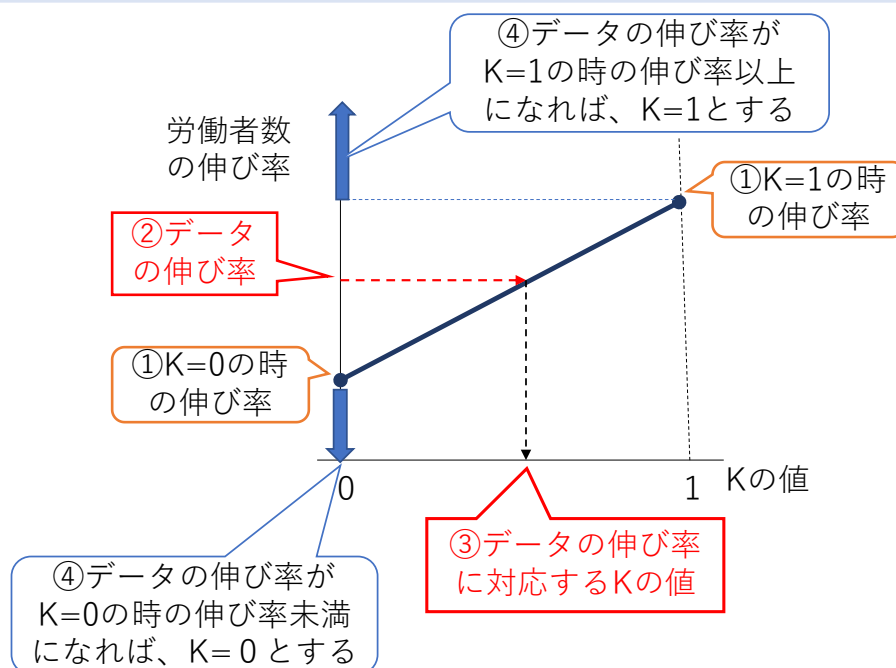 ④データの伸び率が
K=1の時の伸び率以上
になれば、K=1とする
労働者数
の伸び率
①K=1の時
の伸び率
②データ
の伸び率
①K=0の時
の伸び率
0
1
Kの値
③データの伸び率
に対応するKの値
④データの伸び率が
K=0の時の伸び率未満
になれば、K=０とする